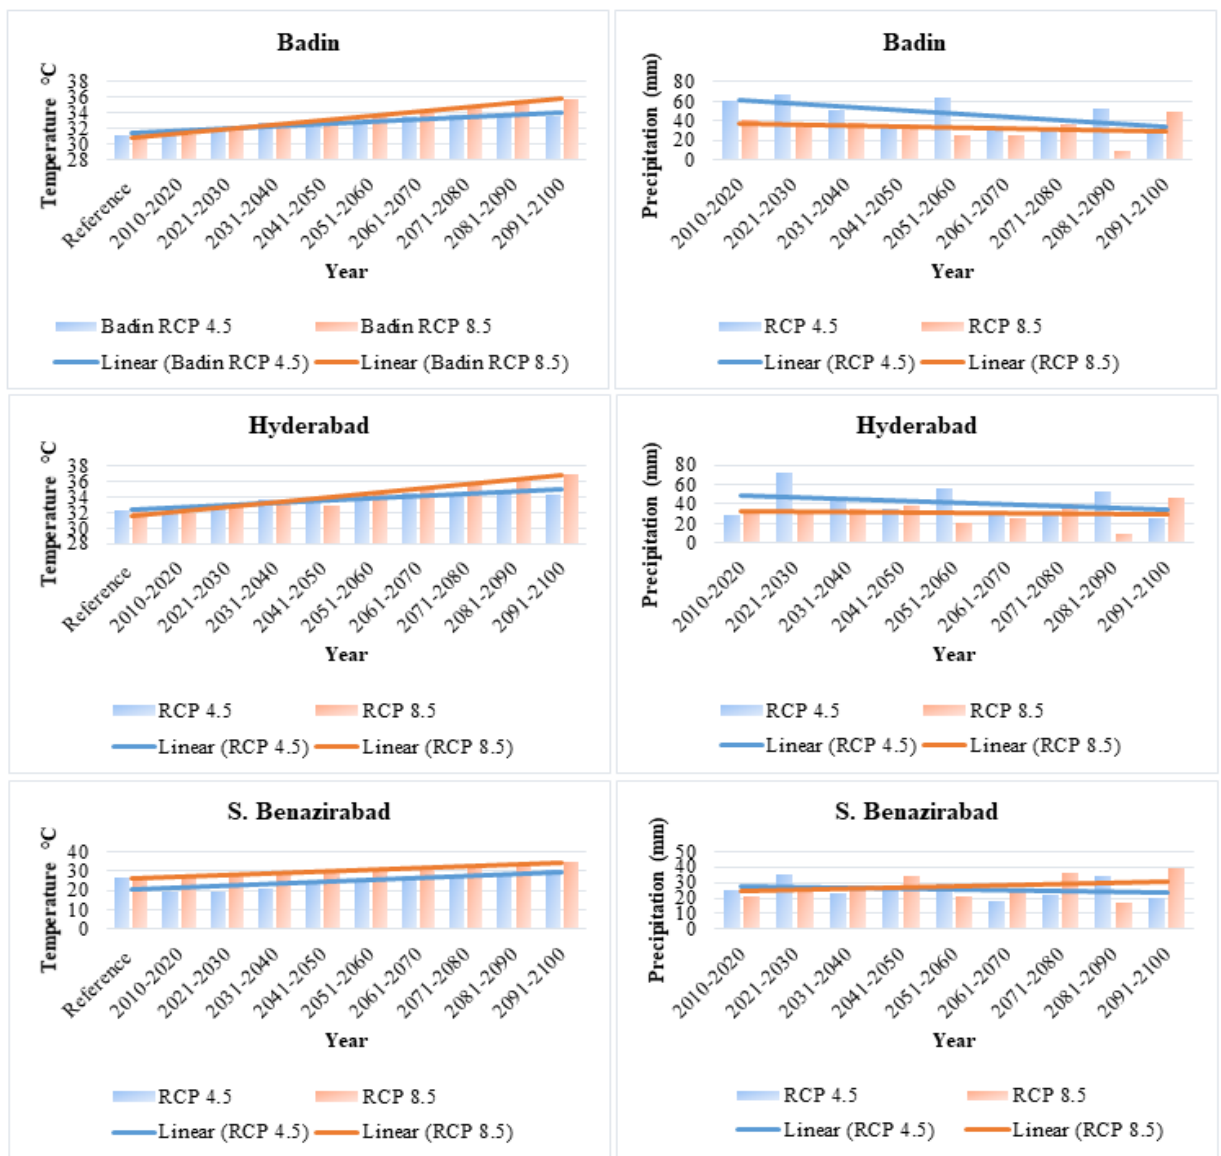 Badin
Temperature °C
38
36
34
32
30
28
Reference
2010-2020
2021-2030
2031-2040
2041-2050
2051-2060
2061-2070
2071-2080
2081-2090
2091-2100
Year
Badin RCP 4.5
Badin RCP 8.5
Linear (Badin RCP 4.5)
Linear (Badin RCP 8.5)
Badin
Precipitation (mm)
80
60
40
20
0
2010-2020
2021-2030
2031-2040
2041-2050
2051-2060
2061-2070
2071-2080
2081-2090
2091-2100
Year
RCP 4.5
RCP 8.5
Linear (RCP 4.5)
Linear (RCP 8.5)
Hyderabad
Temperature °C
38
36
34
32
30
28
Reference
2010-2020
2021-2030
2031-2040
2041-2050
2051-2060
2061-2070
2071-2080
2081-2090
2091-2100
Year
RCP 4.5
RCP 8.5
Linear (RCP 4.5)
Linear (RCP 8.5)
Hyderabad
Precipitation (mm)
80
60
40
20
0
2010-2020
2021-2030
2031-2040
2041-2050
2051-2060
2061-2070
2071-2080
2081-2090
2091-2100
Year
RCP 4.5
RCP 8.5
Linear (RCP 4.5)
Linear (RCP 8.5)
S. Benazirabad
Temperature °C
40
30
20
10
0
Reference
2010-2020
2021-2030
2031-2040
2041-2050
2051-2060
2061-2070
2071-2080
2081-2090
2091-2100
Year
RCP 4.5
RCP 8.5
Linear (RCP 4.5)
Linear (RCP 8.5)
S. Benazirabad
Precipitation (mm)
50
40
30
20
10
0
2010-2020
2021-2030
2031-2040
2041-2050
2051-2060
2061-2070
2071-2080
2081-2090
2091-2100
Year
RCP 4.5
RCP 8.5
Linear (RCP 4.5)
Linear (RCP 8.5)